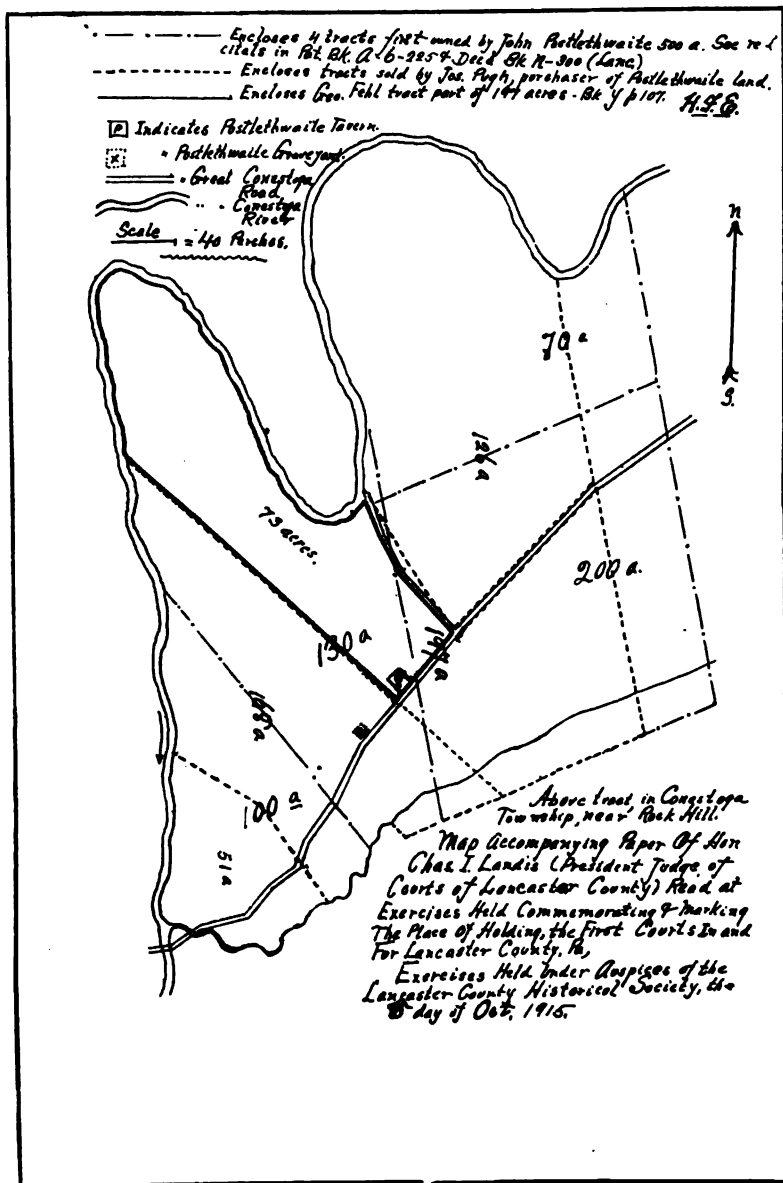 Encloses 4 tracts first owned by John Postlethwaite 500 a. See re-
citals in Pat. Bk. A-6-225 & Deed Bk N-300 (Lanc)
Encloses tracts sold by Jos. Pugh, purchaser of Postlethwaite land.
Encloses Geo. Fehl tract part of 197 acres - Bk Y p 107. H.F.E.
P Indicates Postlethwaite Tavern.
x " Postlethwaite Graveyard.
" Great Conestoga
Road
" " Conestoga
River
Scale = 40 Perches.
N
S.
70 a
126 a
73 acres.
200 a.
130 a
197 a
168 a
100 a
51 a
Above tract, in Conestoga
Township, near Rock Hill.
Map Accompanying Paper Of Hon
Chas. I. Landis (President Judge of
Courts of Lancaster County) Read at
Exercises Held Commemorating & Marking
The Place Of Holding, the First Courts In and
For Lancaster County, Pa,
Exercises Held Under Auspices of the
Lancaster County Historical Society, the
day of Oct, 1915.